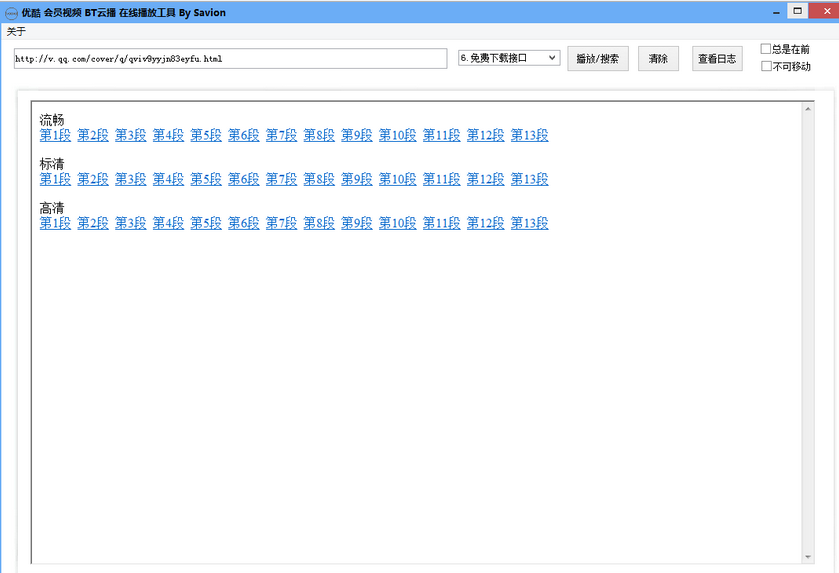 优酷 会员视频 BT云播 在线播放工具 By Savion
关于
http://v.qq.com/cover/q/qviv9yyjn83eyfu.html
6.免费下载接口
播放/搜索
清除
查看日志
总是在前
不可移动
流畅
第1段 第2段 第3段 第4段 第5段 第6段 第7段 第8段 第9段 第10段 第11段 第12段 第13段
标清
第1段 第2段 第3段 第4段 第5段 第6段 第7段 第8段 第9段 第10段 第11段 第12段 第13段
高清
第1段 第2段 第3段 第4段 第5段 第6段 第7段 第8段 第9段 第10段 第11段 第12段 第13段